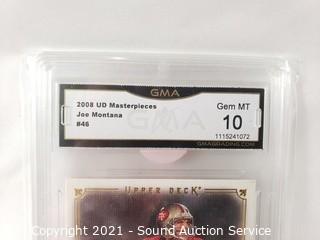 GMA
2008 UD Masterpieces
Joe Montana
#46
Gem MT
10
1115241072
GMAGRADING.COM
UPPER DECK
© Copyright 2021 - Sound Auction Service